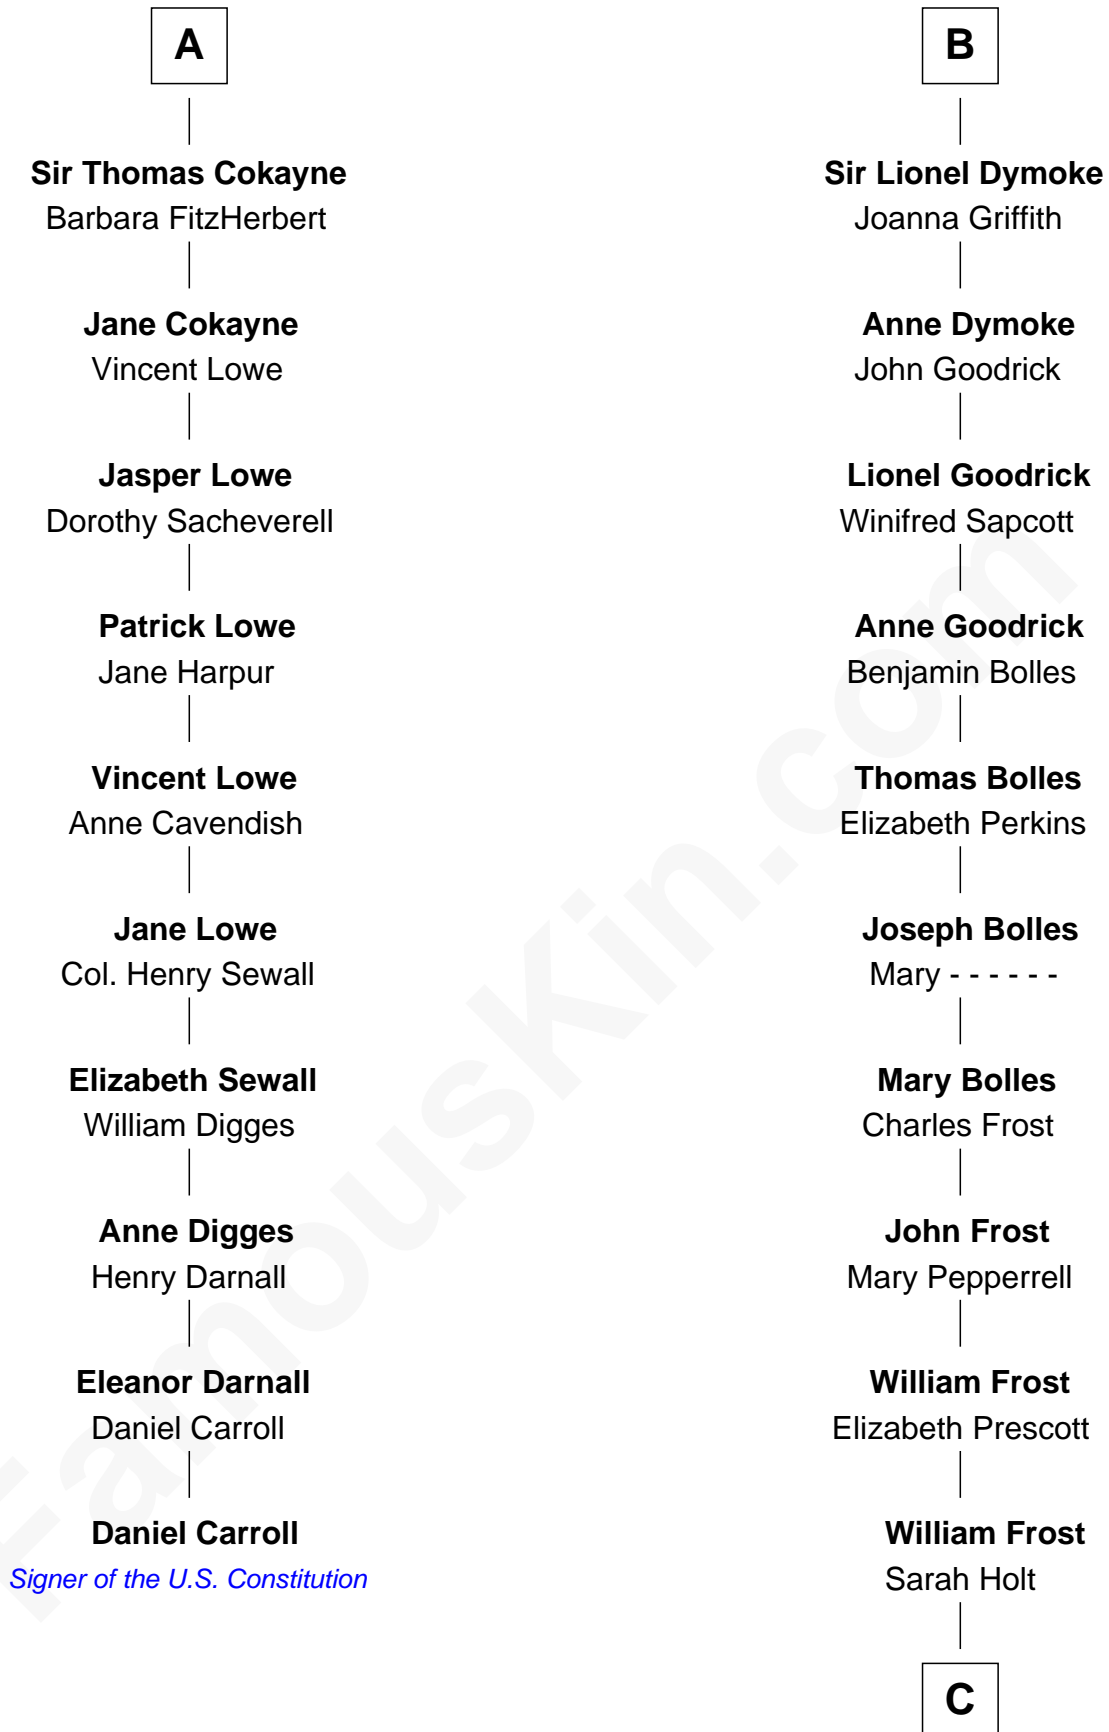 A
Sir Thomas Cokayne
Barbara FitzHerbert
Jane Cokayne
Vincent Lowe
Jasper Lowe
Dorothy Sacheverell
Patrick Lowe
Jane Harpur
Vincent Lowe
Anne Cavendish
Jane Lowe
Col. Henry Sewall
Elizabeth Sewall
William Digges
Anne Digges
Henry Darnall
Eleanor Darnall
Daniel Carroll
Daniel Carroll
Signer of the U.S. Constitution
B
Sir Lionel Dymoke
Joanna Griffith
Anne Dymoke
John Goodrick
Lionel Goodrick
Winifred Sapcott
Anne Goodrick
Benjamin Bolles
Thomas Bolles
Elizabeth Perkins
Joseph Bolles
Mary - - - - - -
Mary Bolles
Charles Frost
John Frost
Mary Pepperrell
William Frost
Elizabeth Prescott
William Frost
Sarah Holt
C
FamousKin.com